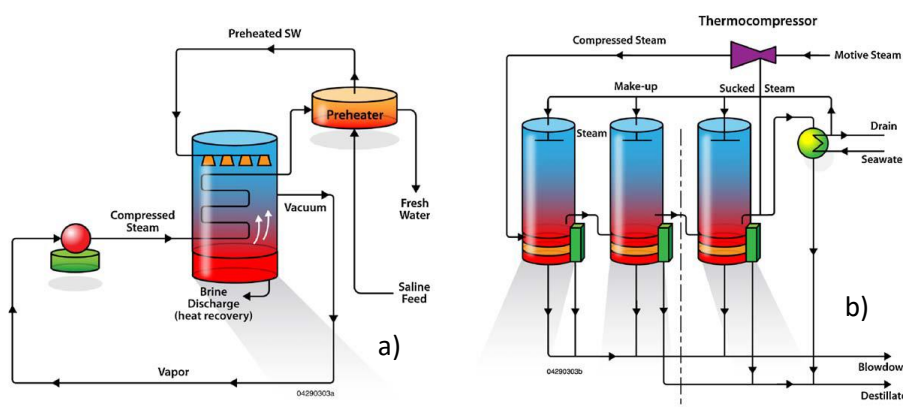 Preheated SW
Preheater
Compressed
Steam
Vacuum
Fresh
Water
Brine
Discharge
(heat recovery)
Saline
Feed
Vapor
04290303a
a)
Thermocompressor
Compressed Steam
Motive Steam
Make-up
Sucked Steam
Steam
Drain
Seawate
b)
04290303b
Blowdow
Destillate